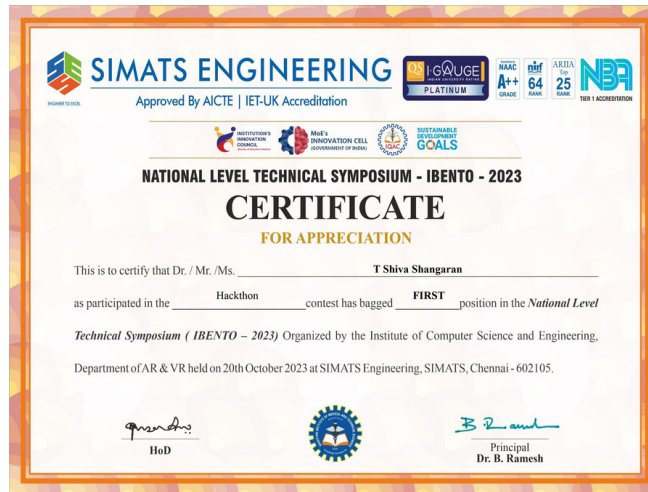 SIMATS ENGINEERING
ENGINEER TO EXCEL
Approved By AICTE | IET-UK Accreditation
QS I·GAUGE
INDIAN UNIVERSITY RATING
PLATINUM
NAAC
A++
GRADE
nirf
64
RANK
ARIIA
Top
25
RANK
NBA
TIER 1 ACCREDITATION
INSTITUTION'S
INNOVATION
COUNCIL
MoE's
INNOVATION CELL
(GOVERNMENT OF INDIA)
IQAC
SUSTAINABLE
DEVELOPMENT
GOALS
NATIONAL LEVEL TECHNICAL SYMPOSIUM - IBENTO - 2023
CERTIFICATE
FOR APPRECIATION
This is to certify that Dr. / Mr. /Ms. T Shiva Shangaran
as participated in the Hackthon contest has bagged FIRST position in the National Level
Technical Symposium ( IBENTO – 2023) Organized by the Institute of Computer Science and Engineering,
Department of AR & VR held on 20th October 2023 at SIMATS Engineering, SIMATS, Chennai - 602105.
HoD
B. Ramesh
Principal
Dr. B. Ramesh